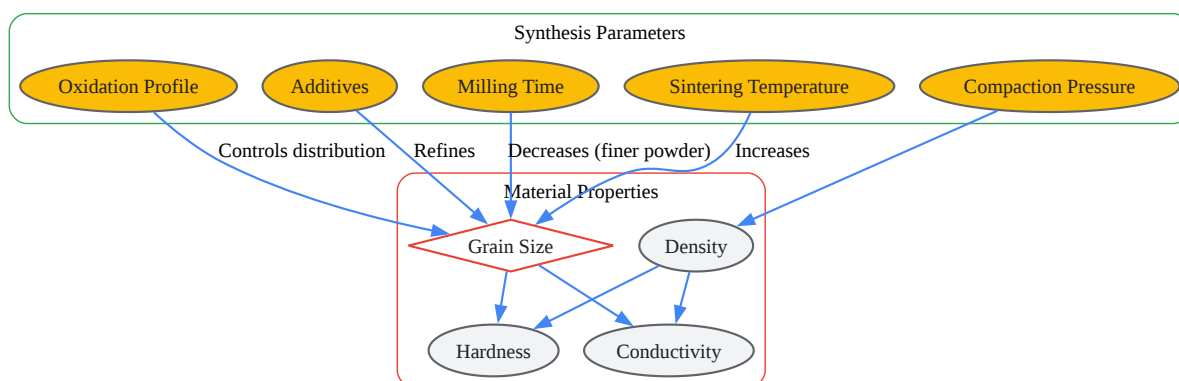 Synthesis Parameters
Oxidation Profile
Additives
Milling Time
Sintering Temperature
Compaction Pressure
Controls distribution
Refines
Decreases (finer powder)
Increases
Material Properties
Grain Size
Density
Hardness
Conductivity